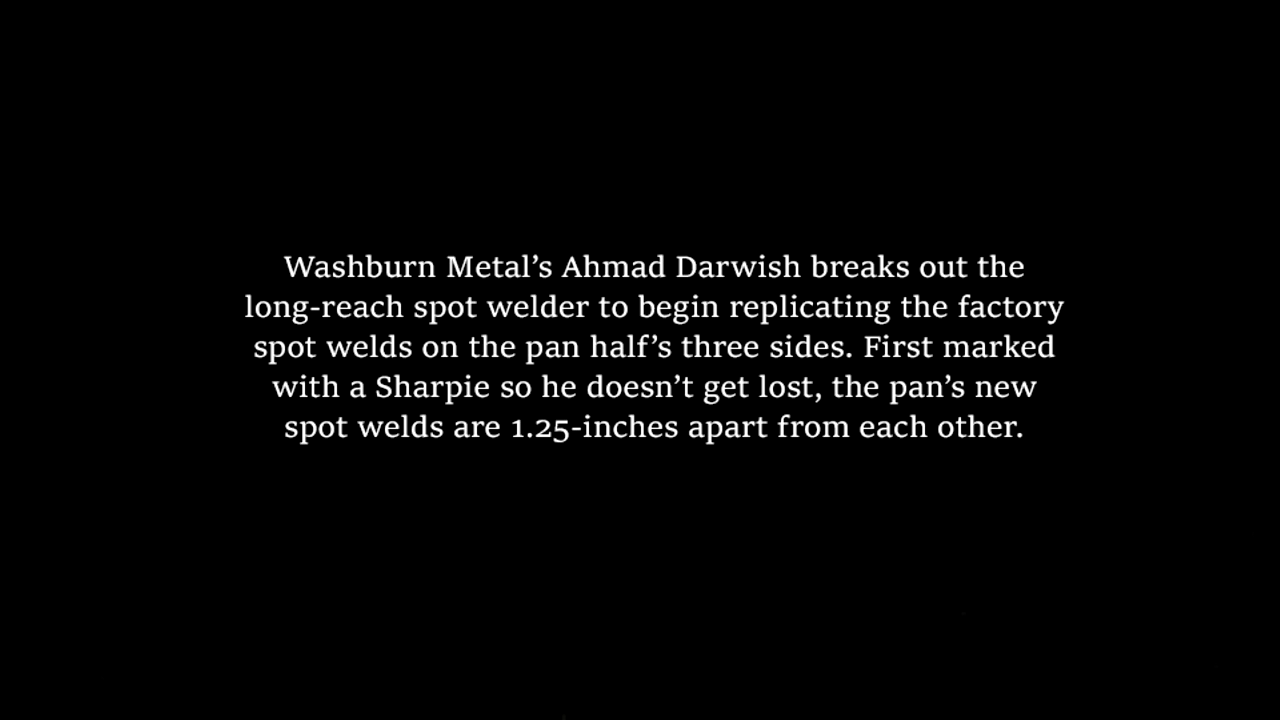 Washburn Metal’s Ahmad Darwish breaks out the
long-reach spot welder to begin replicating the factory
spot welds on the pan half’s three sides. First marked
with a Sharpie so he doesn’t get lost, the pan’s new
spot welds are 1.25-inches apart from each other.